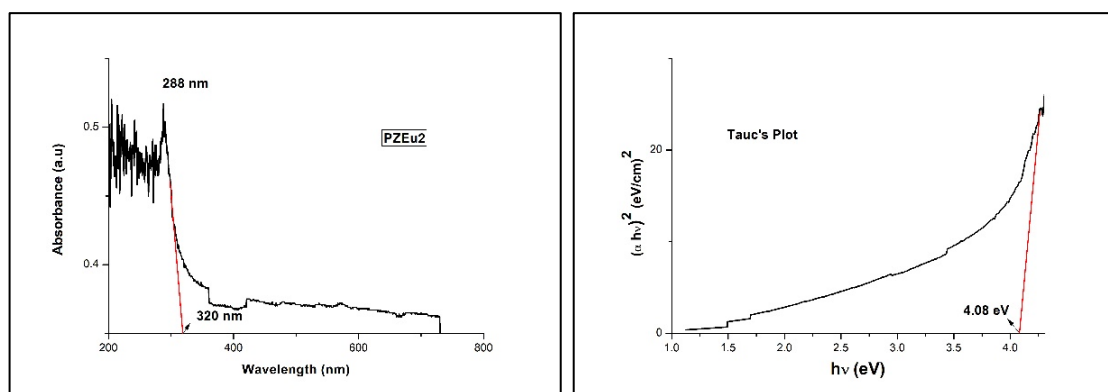 288 nm
PZEu2
0.5
0.4
Absorbance (a.u)
320 nm
200
400
600
800
Wavelength (nm)
Tauc's Plot
20
0
(α hν)² (eV/cm)²
4.08 eV
1.0
1.5
2.0
2.5
3.0
3.5
4.0
hν (eV)